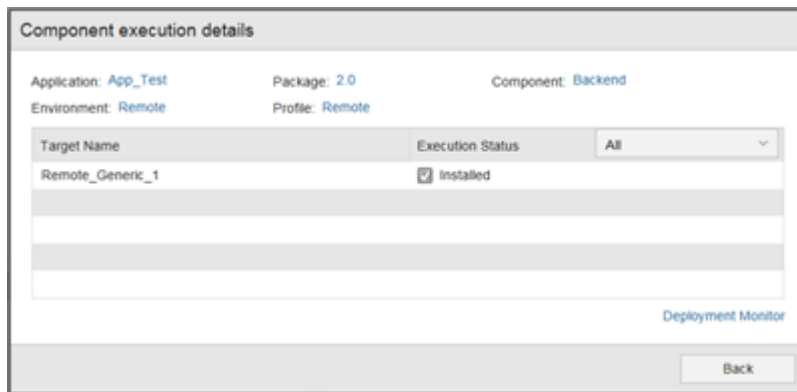 Component execution details
Application: App_Test Package: 2.0 Component: Backend
Environment: Remote Profile: Remote
Target Name Execution Status All
Remote_Generic_1 Installed
Deployment Monitor
Back